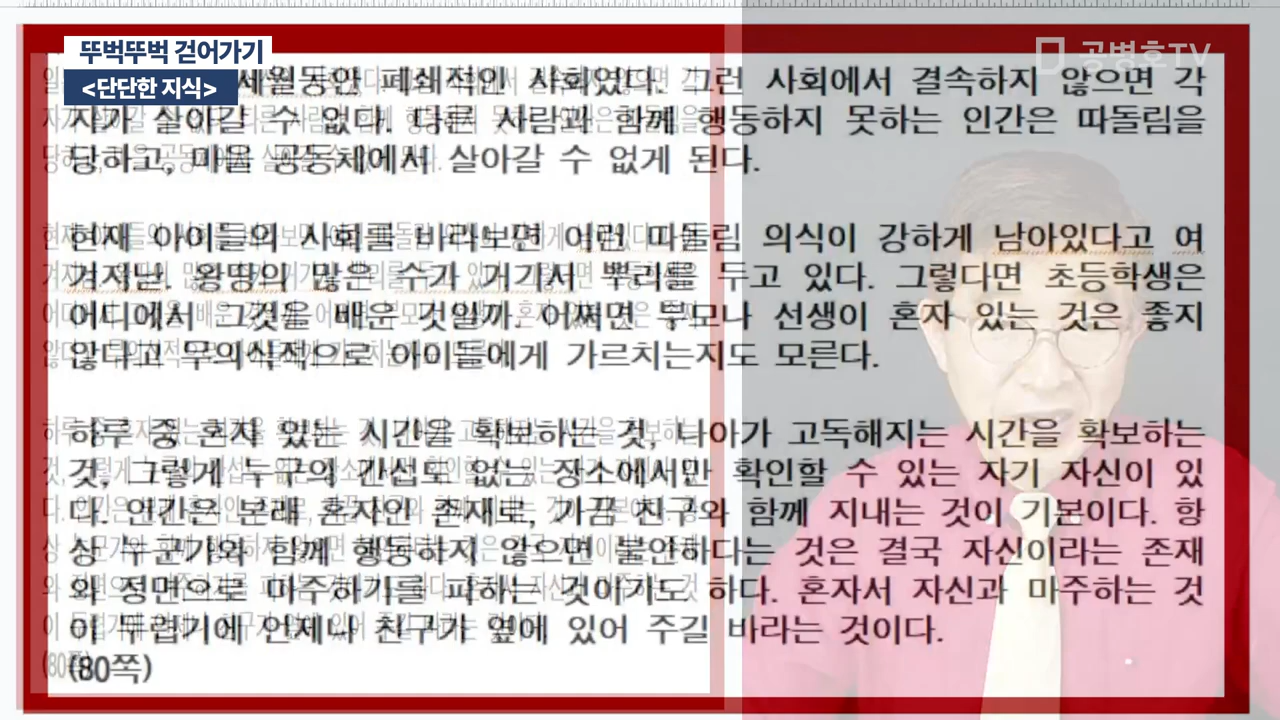 뚜벅뚜벅 걷어가기
<단단한 지식>
공병호TV
세월동안 폐쇄적인 사회였다. 그런 사회에서 결속하지 않으면 각
자가 살아갈 수 없다. 다른 사람과 함께 행동하지 못하는 인간은 따돌림을
당하고, 마을 공동체에서 살아갈 수 없게 된다.
현재 아이들의 사회를 바라보면 이런 따돌림 의식이 강하게 남아있다고 여
겨지난. 왕땅의 많은 수가 거기서 뿌리를 두고 있다. 그렇다면 초등학생은
어디에서 그것을 배운 것일까. 어쩌면 부모나 선생이 혼자 있는 것은 좋지
않다고 무의식적으로 아이들에게 가르치는지도 모른다.
하루 중 혼자 있는 시간을 확보하는 것, 나아가 고독해지는 시간을 확보하는
것, 그렇게 누구의 간섭도 없는 장소에서만 확인할 수 있는 자기 자신이 있
다. 인간은 본래 혼자인 존재로, 가끔 친구와 함께 지내는 것이 기본이다. 항
상 누군가와 함께 행동하지 않으면 불안하다는 것은 결국 자신이라는 존재
와 정면으로 마주하기를 피하는 것이기도 하다. 혼자서 자신과 마주하는 것
이 두렵기에 언제나 친구가 옆에 있어 주길 바라는 것이다.
(80쪽)